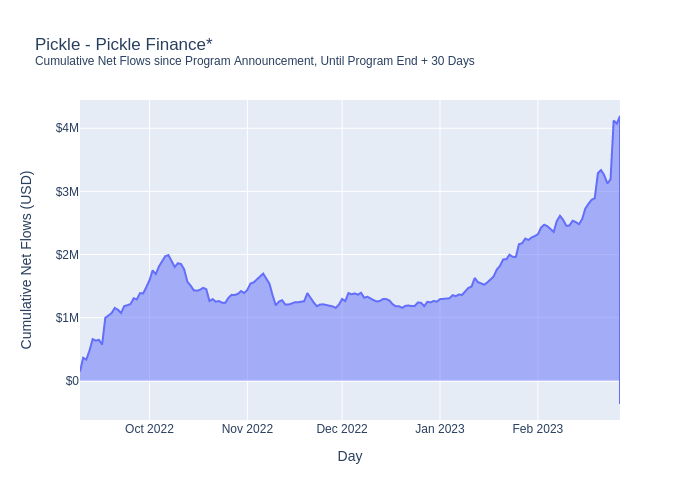 Pickle - Pickle Finance*
Cumulative Net Flows since Program Announcement, Until Program End + 30 Days
Cumulative Net Flows (USD)
$4M
$3M
$2M
$1M
$0
Oct 2022
Nov 2022
Dec 2022
Jan 2023
Feb 2023
Day